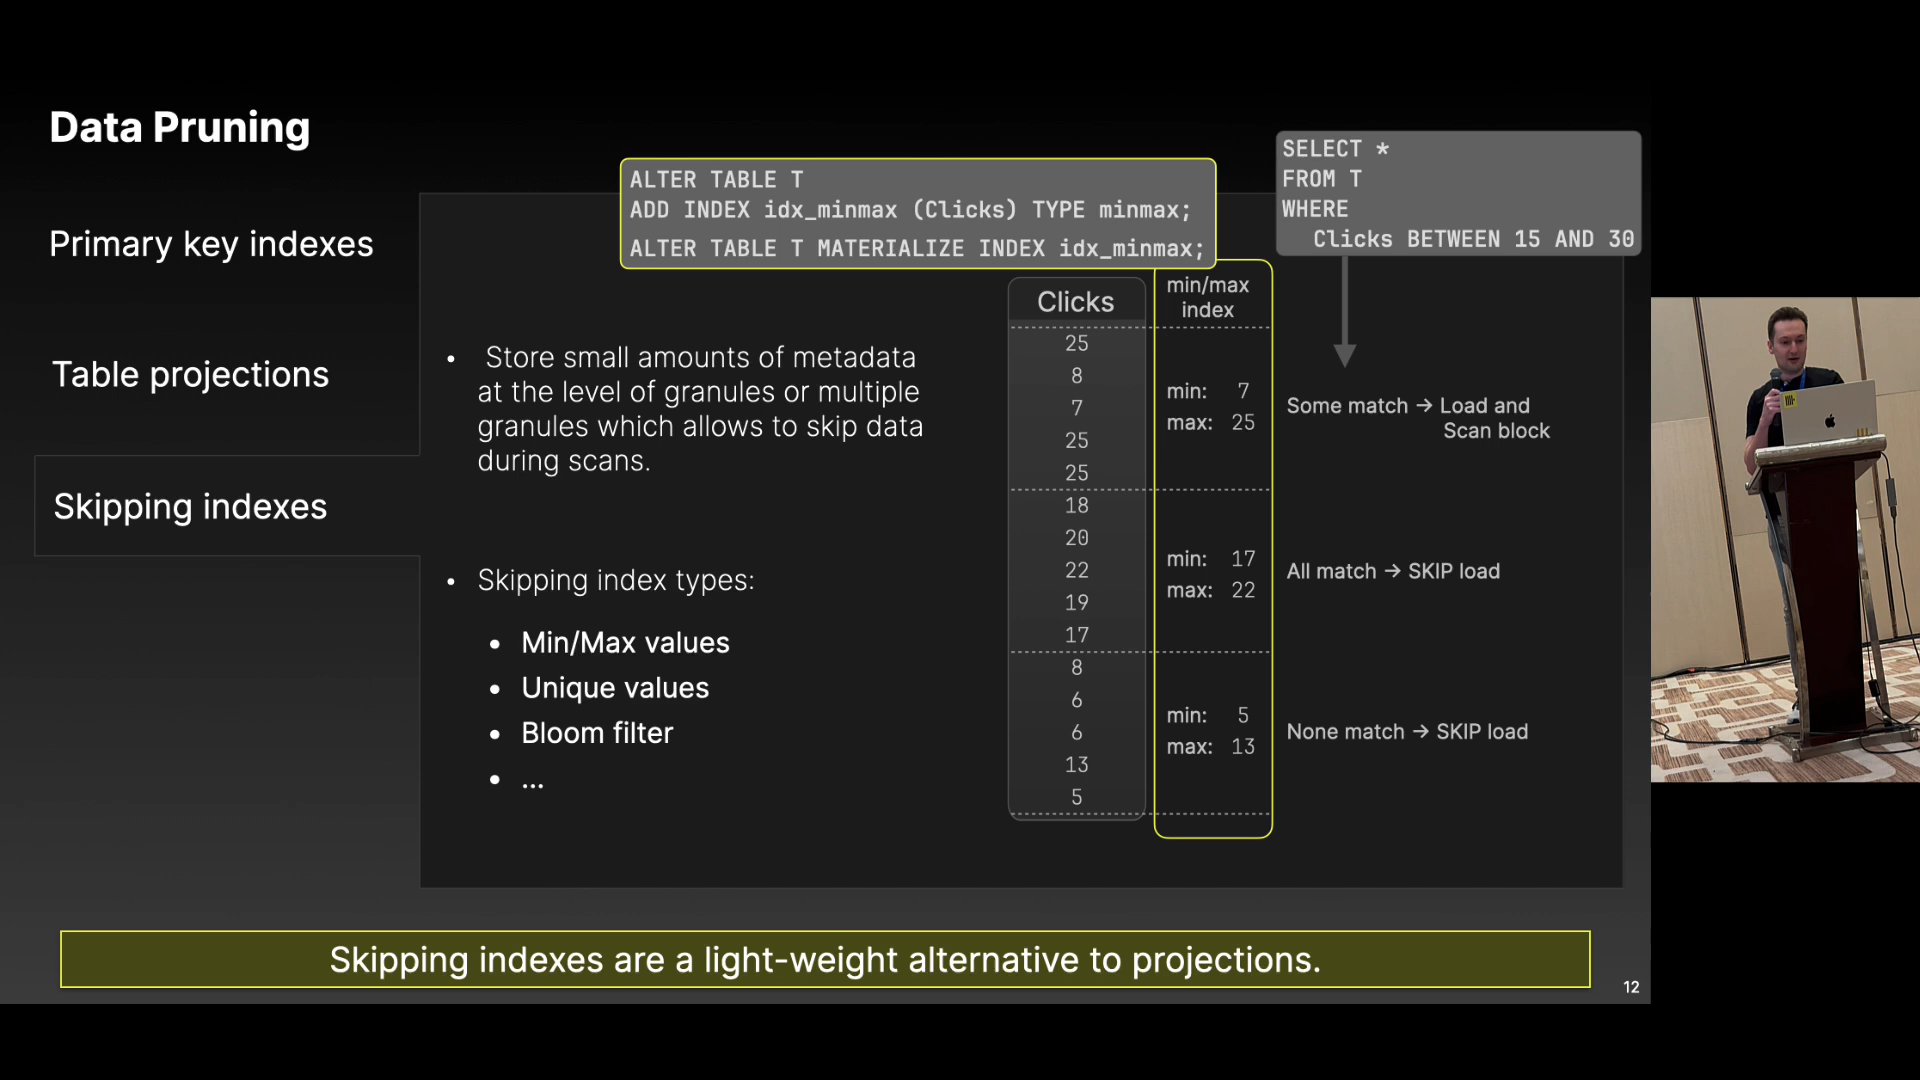 Data Pruning
Primary key indexes
Table projections
Skipping indexes
ALTER TABLE T
ADD INDEX idx_minmax (Clicks) TYPE minmax;
ALTER TABLE T MATERIALIZE INDEX idx_minmax;
SELECT *
FROM T
WHERE
Clicks BETWEEN 15 AND 30
• Store small amounts of metadata
at the level of granules or multiple
granules which allows to skip data
during scans.
• Skipping index types:
• Min/Max values
• Unique values
• Bloom filter
• ...
Clicks
25
8
7
25
25
18
20
22
19
17
8
6
6
13
5
min/max
index
min: 7
max: 25
min: 17
max: 22
min: 5
max: 13
Some match → Load and
Scan block
All match → SKIP load
None match → SKIP load
Skipping indexes are a light-weight alternative to projections.
12